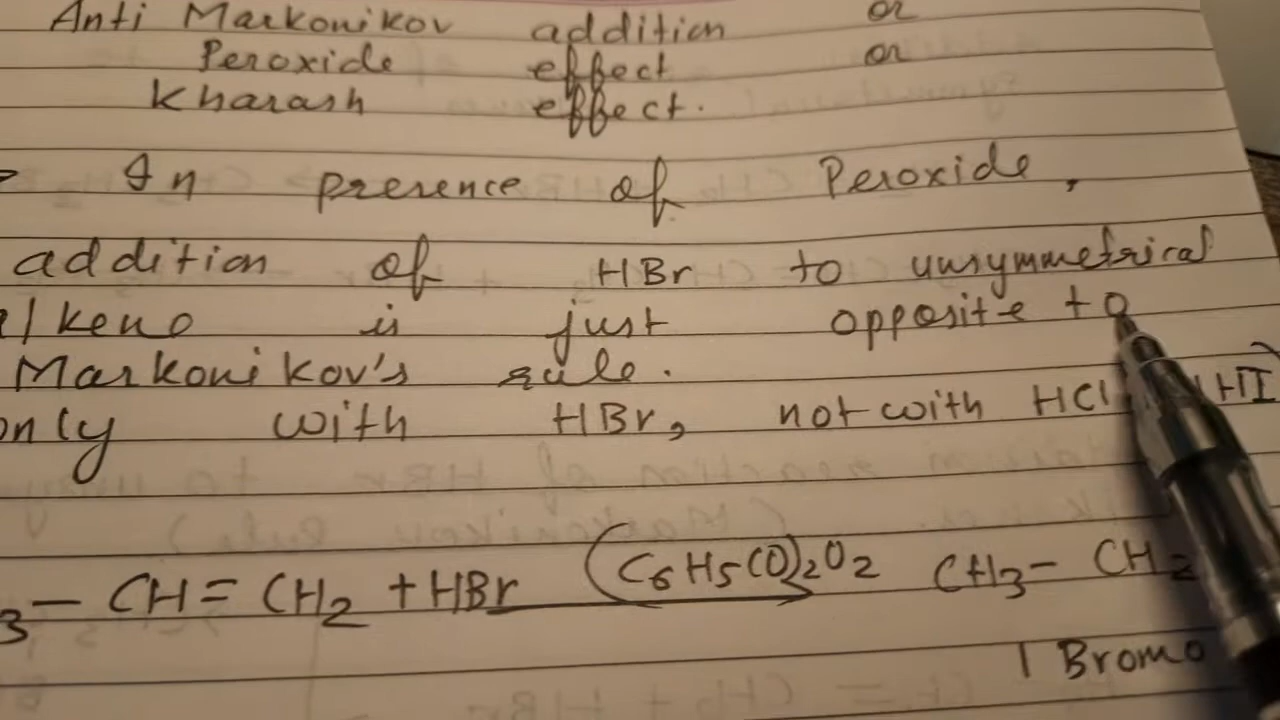 Anti Markonikov addition or
Peroxide effect or
Kharash effect.
In presence of Peroxide,
addition of HBr to unsymmetrical
alkene is just opposite to
Markonikov's rule.
only with HBr, not with HCl HI)
3 — CH = CH2 + HBr (C6H5CO)2O2 CH3 - CH2
1 Bromo